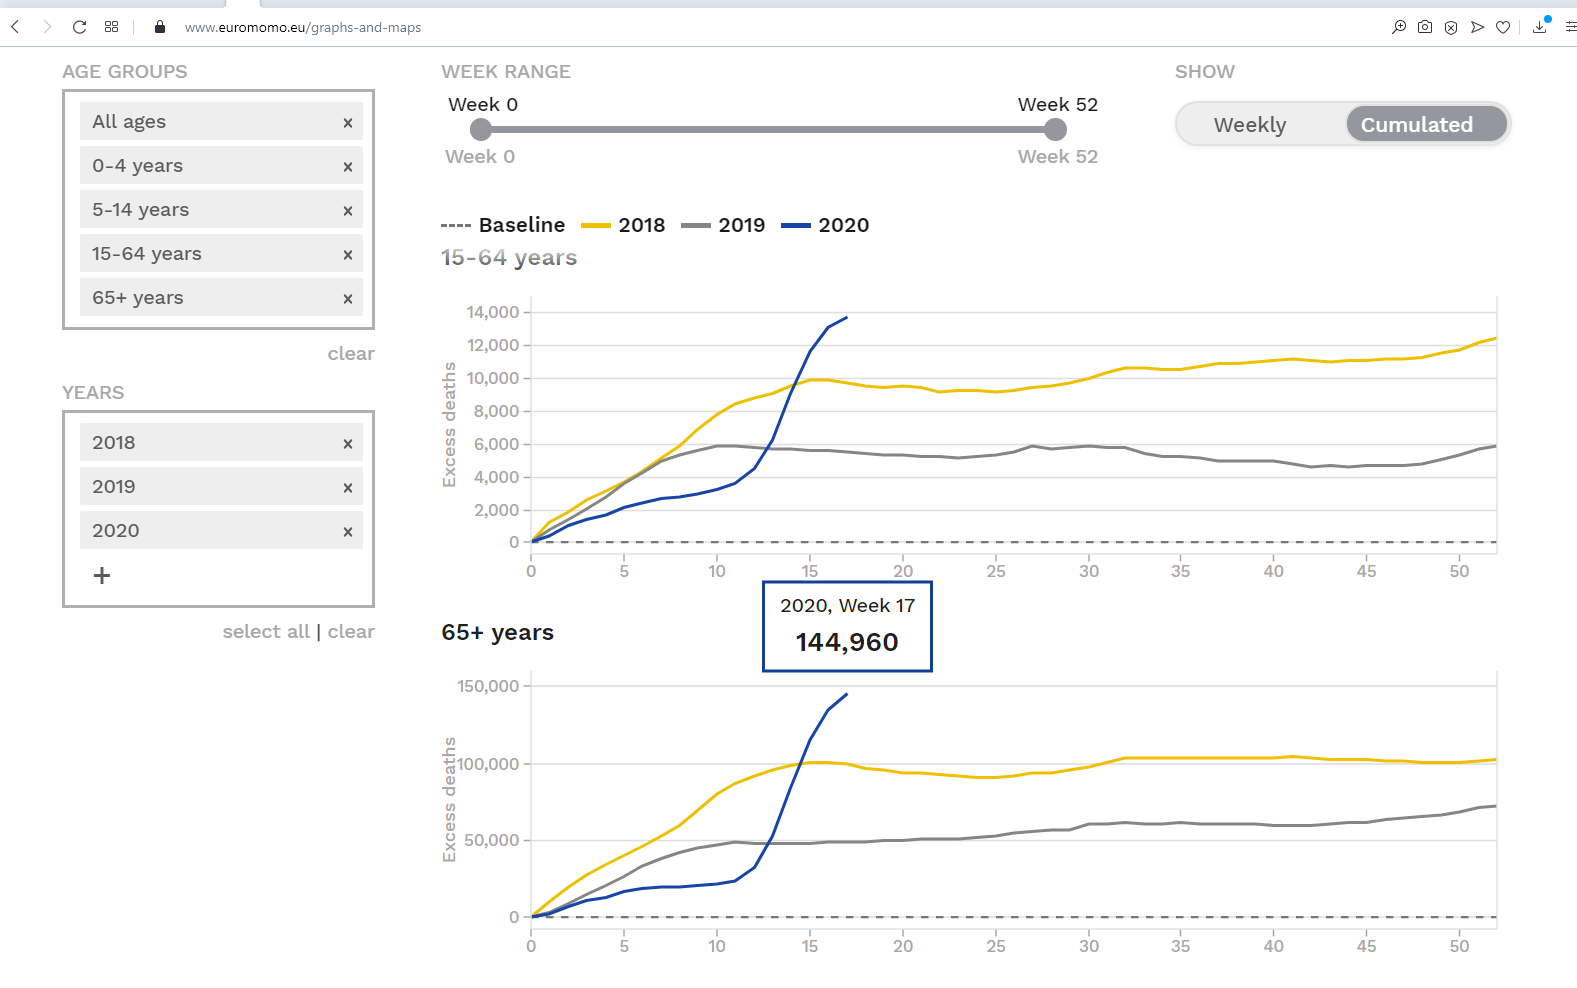 www.euromomo.eu/graphs-and-maps
AGE GROUPS
All ages ×
0-4 years ×
5-14 years ×
15-64 years ×
65+ years ×
clear
YEARS
2018 ×
2019 ×
2020 ×
+
select all | clear
WEEK RANGE
Week 0 Week 52
Week 0 Week 52
SHOW
Weekly Cumulated
Baseline 2018 2019 2020
15-64 years
Excess deaths
14,000
12,000
10,000
8,000
6,000
4,000
2,000
0
0 5 10 15 20 25 30 35 40 45 50
2020, Week 17
144,960
65+ years
Excess deaths
150,000
100,000
50,000
0
0 5 10 15 20 25 30 35 40 45 50